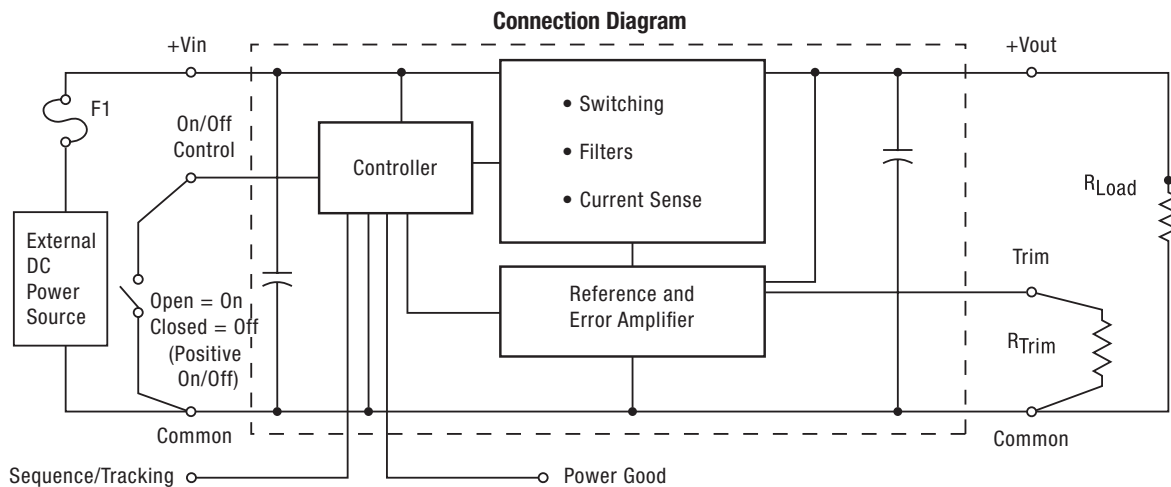 Connection Diagram
+Vin
+Vout
F1
On/Off
Control
Controller
• Switching
• Filters
• Current Sense
RLoad
External
DC
Power
Source
Open = On
Closed = Off
(Positive
On/Off)
Reference and
Error Amplifier
Trim
RTrim
Common
Common
Sequence/Tracking
Power Good